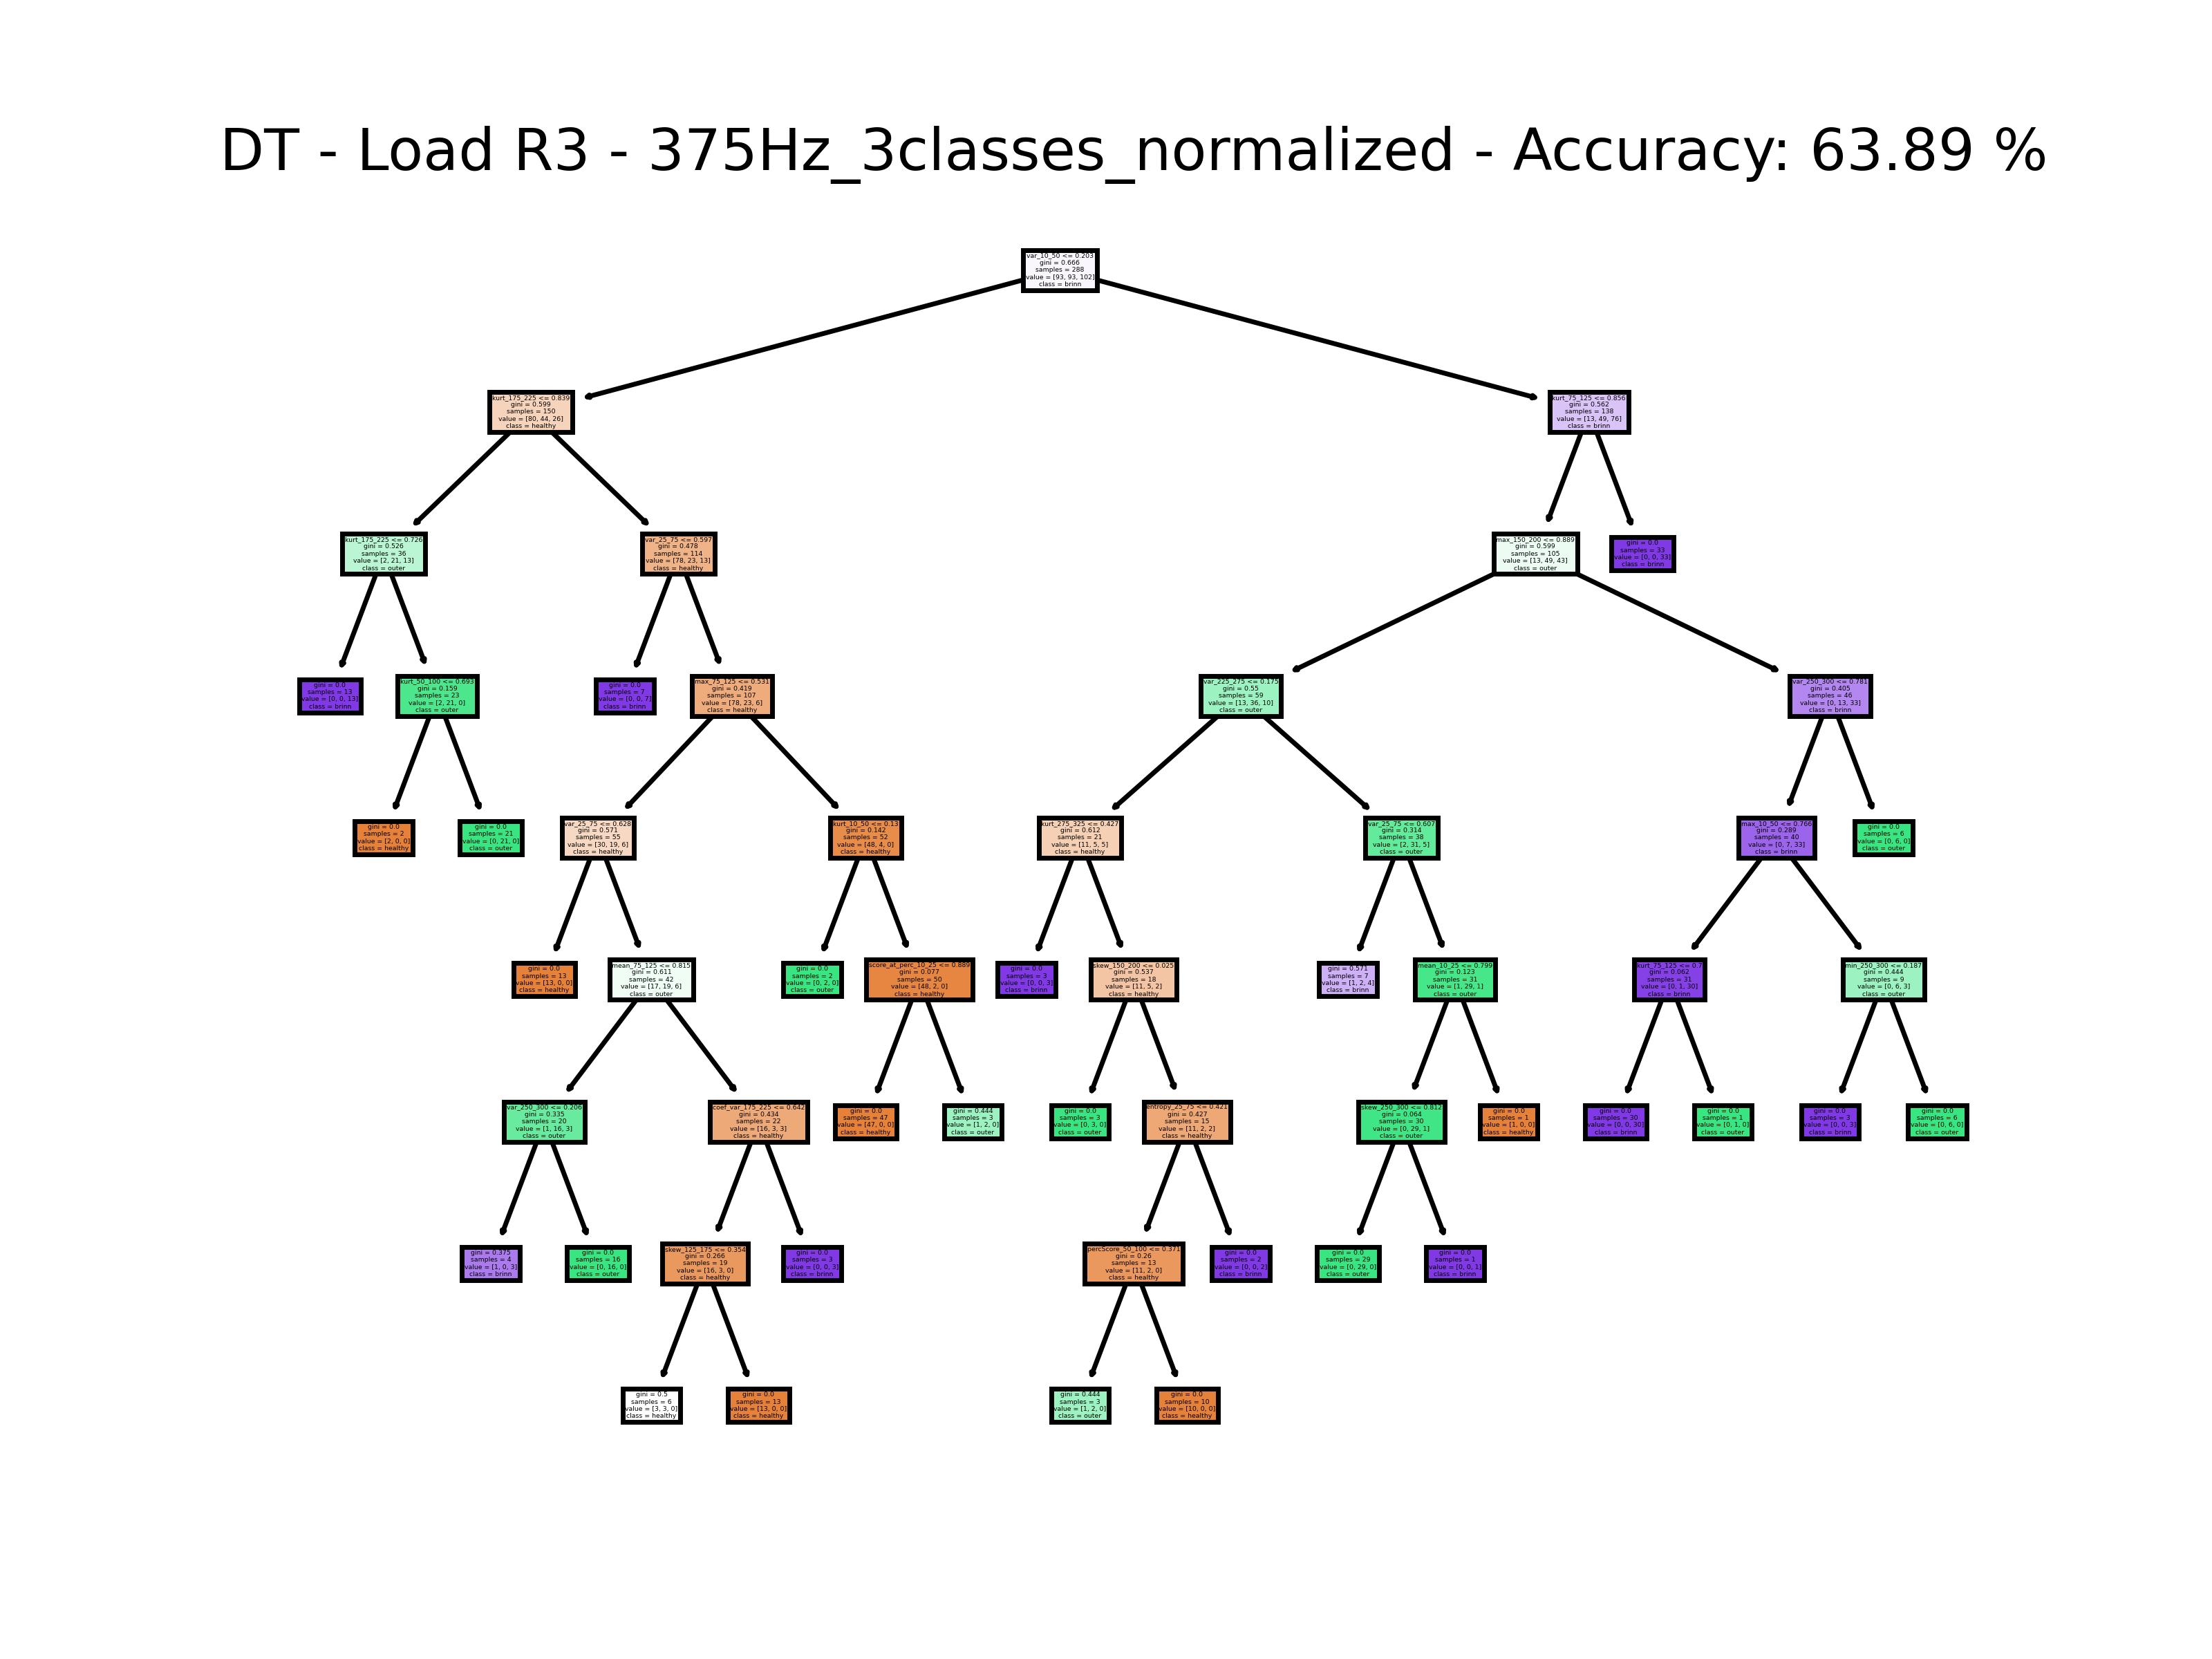 DT - Load R3 - 375Hz_3classes_normalized - Accuracy: 63.89 %
var_10_50 <= 0.203
gini = 0.666
samples = 288
value = [93, 93, 102]
class = brinn
kurt_175_225 <= 0.839
gini = 0.599
samples = 150
value = [80, 44, 26]
class = healthy
kurt_75_125 <= 0.856
gini = 0.562
samples = 138
value = [13, 49, 76]
class = brinn
kurt_175_225 <= 0.726
gini = 0.526
samples = 36
value = [2, 21, 13]
class = outer
var_25_75 <= 0.597
gini = 0.478
samples = 114
value = [78, 23, 13]
class = healthy
max_150_200 <= 0.889
gini = 0.599
samples = 105
value = [13, 49, 43]
class = outer
gini = 0.0
samples = 33
value = [0, 0, 33]
class = brinn
gini = 0.0
samples = 13
value = [0, 0, 13]
class = brinn
kurt_50_100 <= 0.693
gini = 0.159
samples = 23
value = [2, 21, 0]
class = outer
gini = 0.0
samples = 7
value = [0, 0, 7]
class = brinn
max_75_125 <= 0.531
gini = 0.419
samples = 107
value = [78, 23, 6]
class = healthy
var_225_275 <= 0.175
gini = 0.55
samples = 59
value = [13, 36, 10]
class = outer
var_250_300 <= 0.781
gini = 0.405
samples = 46
value = [0, 13, 33]
class = brinn
gini = 0.0
samples = 2
value = [2, 0, 0]
class = healthy
gini = 0.0
samples = 21
value = [0, 21, 0]
class = outer
var_25_75 <= 0.628
gini = 0.571
samples = 55
value = [30, 19, 6]
class = healthy
kurt_10_50 <= 0.13
gini = 0.142
samples = 52
value = [48, 4, 0]
class = healthy
kurt_275_325 <= 0.427
gini = 0.612
samples = 21
value = [11, 5, 5]
class = healthy
var_25_75 <= 0.607
gini = 0.314
samples = 38
value = [2, 31, 5]
class = outer
max_10_50 <= 0.766
gini = 0.289
samples = 40
value = [0, 7, 33]
class = brinn
gini = 0.0
samples = 6
value = [0, 6, 0]
class = outer
gini = 0.0
samples = 13
value = [13, 0, 0]
class = healthy
mean_75_125 <= 0.815
gini = 0.611
samples = 42
value = [17, 19, 6]
class = outer
gini = 0.0
samples = 2
value = [0, 2, 0]
class = outer
score_at_perc_10_25 <= 0.889
gini = 0.077
samples = 50
value = [48, 2, 0]
class = healthy
gini = 0.0
samples = 3
value = [0, 0, 3]
class = brinn
skew_150_200 <= 0.025
gini = 0.537
samples = 18
value = [11, 5, 2]
class = healthy
gini = 0.571
samples = 7
value = [1, 2, 4]
class = brinn
mean_10_25 <= 0.799
gini = 0.123
samples = 31
value = [1, 29, 1]
class = outer
kurt_75_125 <= 0.7
gini = 0.062
samples = 31
value = [0, 1, 30]
class = brinn
min_250_300 <= 0.187
gini = 0.444
samples = 9
value = [0, 6, 3]
class = outer
var_250_300 <= 0.206
gini = 0.335
samples = 20
value = [1, 16, 3]
class = outer
coef_var_175_225 <= 0.642
gini = 0.434
samples = 22
value = [16, 3, 3]
class = healthy
gini = 0.0
samples = 47
value = [47, 0, 0]
class = healthy
gini = 0.444
samples = 3
value = [1, 2, 0]
class = outer
gini = 0.0
samples = 3
value = [0, 3, 0]
class = outer
entropy_25_75 <= 0.421
gini = 0.427
samples = 15
value = [11, 2, 2]
class = healthy
skew_250_300 <= 0.812
gini = 0.064
samples = 30
value = [0, 29, 1]
class = outer
gini = 0.0
samples = 1
value = [1, 0, 0]
class = healthy
gini = 0.0
samples = 30
value = [0, 0, 30]
class = brinn
gini = 0.0
samples = 1
value = [0, 1, 0]
class = outer
gini = 0.0
samples = 3
value = [0, 0, 3]
class = brinn
gini = 0.0
samples = 6
value = [0, 6, 0]
class = outer
gini = 0.375
samples = 4
value = [1, 0, 3]
class = brinn
gini = 0.0
samples = 16
value = [0, 16, 0]
class = outer
skew_125_175 <= 0.354
gini = 0.266
samples = 19
value = [16, 3, 0]
class = healthy
gini = 0.0
samples = 3
value = [0, 0, 3]
class = brinn
percScore_50_100 <= 0.371
gini = 0.26
samples = 13
value = [11, 2, 0]
class = healthy
gini = 0.0
samples = 2
value = [0, 0, 2]
class = brinn
gini = 0.0
samples = 29
value = [0, 29, 0]
class = outer
gini = 0.0
samples = 1
value = [0, 0, 1]
class = brinn
gini = 0.5
samples = 6
value = [3, 3, 0]
class = healthy
gini = 0.0
samples = 13
value = [13, 0, 0]
class = healthy
gini = 0.444
samples = 3
value = [1, 2, 0]
class = outer
gini = 0.0
samples = 10
value = [10, 0, 0]
class = healthy